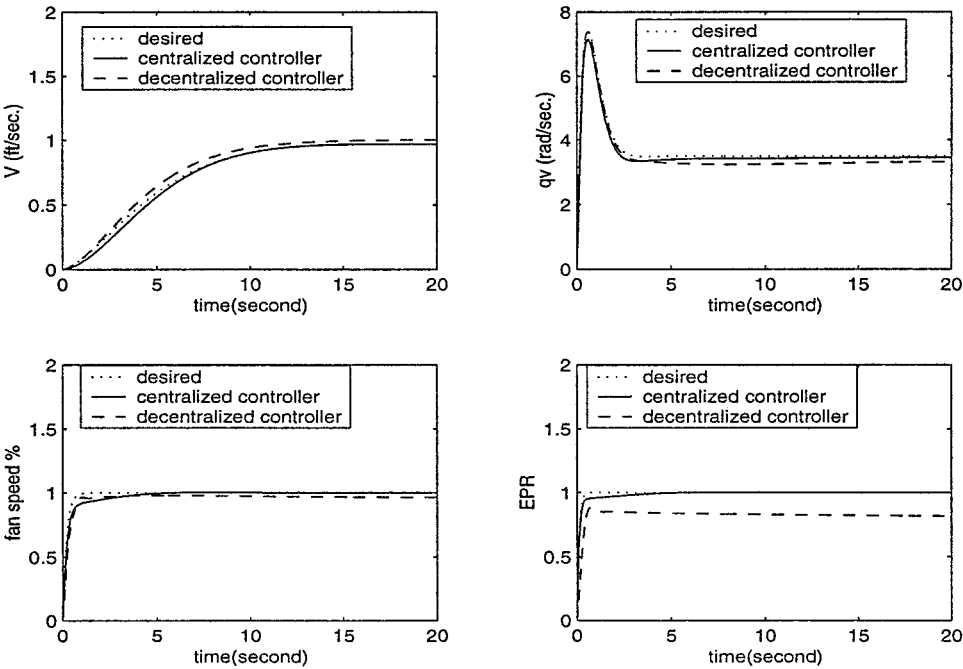 2
1.5
1
0.5
0
V (ft/sec.)
desired
centralized controller
decentralized controller
0 5 10 15 20
time(second)
8
6
4
2
0
qv (rad/sec.)
desired
centralized controller
decentralized controller
0 5 10 15 20
time(second)
2
1.5
1
0.5
0
fan speed %
desired
centralized controller
decentralized controller
0 5 10 15 20
time(second)
2
1.5
1
0.5
0
EPR
desired
centralized controller
decentralized controller
0 5 10 15 20
time(second)